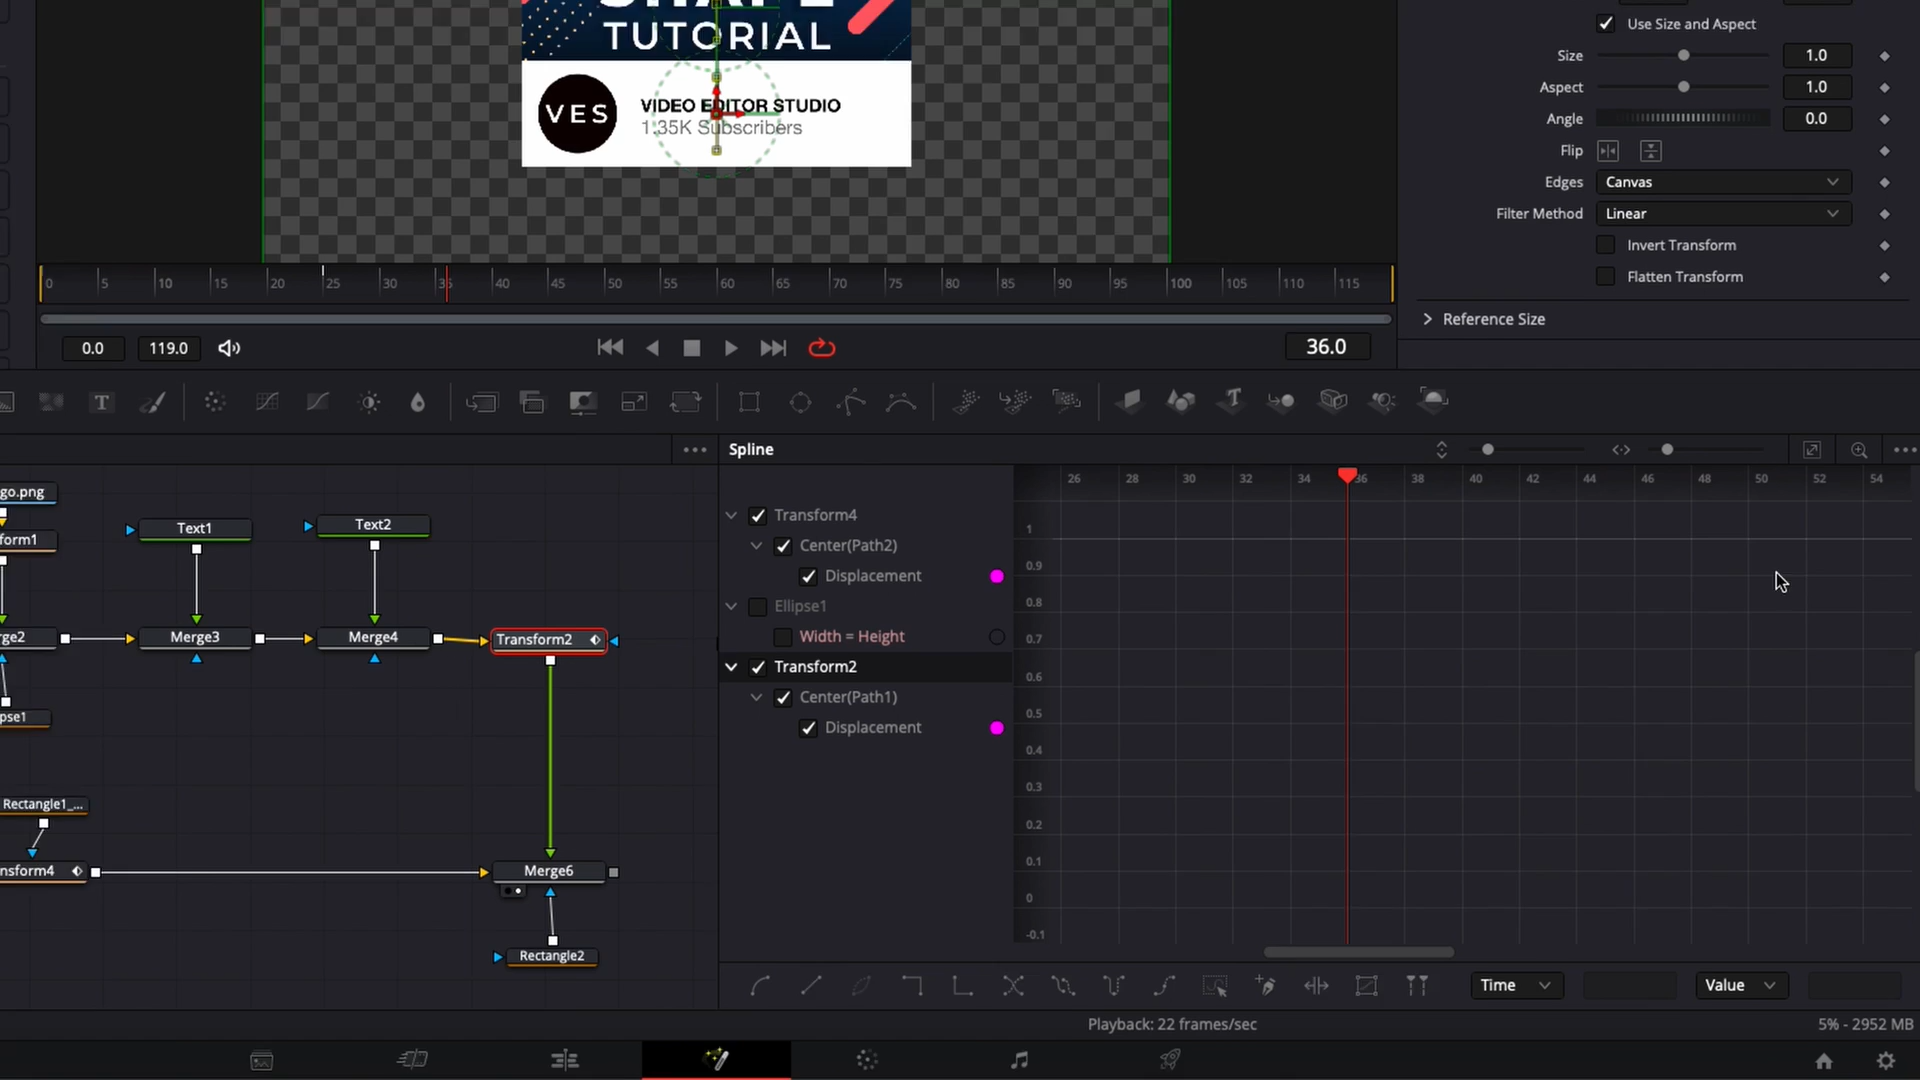 SHAPE
TUTORIAL
VES
VIDEO EDITOR STUDIO
1.35K Subscribers
Use Size and Aspect
Size 1.0
Aspect 1.0
Angle 0.0
Flip
Edges Canvas
Filter Method Linear
Invert Transform
Flatten Transform
Reference Size
0 5 10 15 20 25 30 35 40 45 50 55 60 65 70 75 80 85 90 95 100 105 110 115
0.0 119.0 36.0
T
Spline
26 28 30 32 34 36 38 40 42 44 46 48 50 52 54
go.png
Text1
Text2
form1
rge2
Merge3
Merge4
Transform2
pse1
Rectangle1_...
nsform4
Merge6
Rectangle2
Transform4
Center(Path2)
Displacement
Ellipse1
Width = Height
Transform2
Center(Path1)
Displacement
1
0.9
0.8
0.7
0.6
0.5
0.4
0.3
0.2
0.1
0
-0.1
Time
Value
Playback: 22 frames/sec
5% - 2952 MB